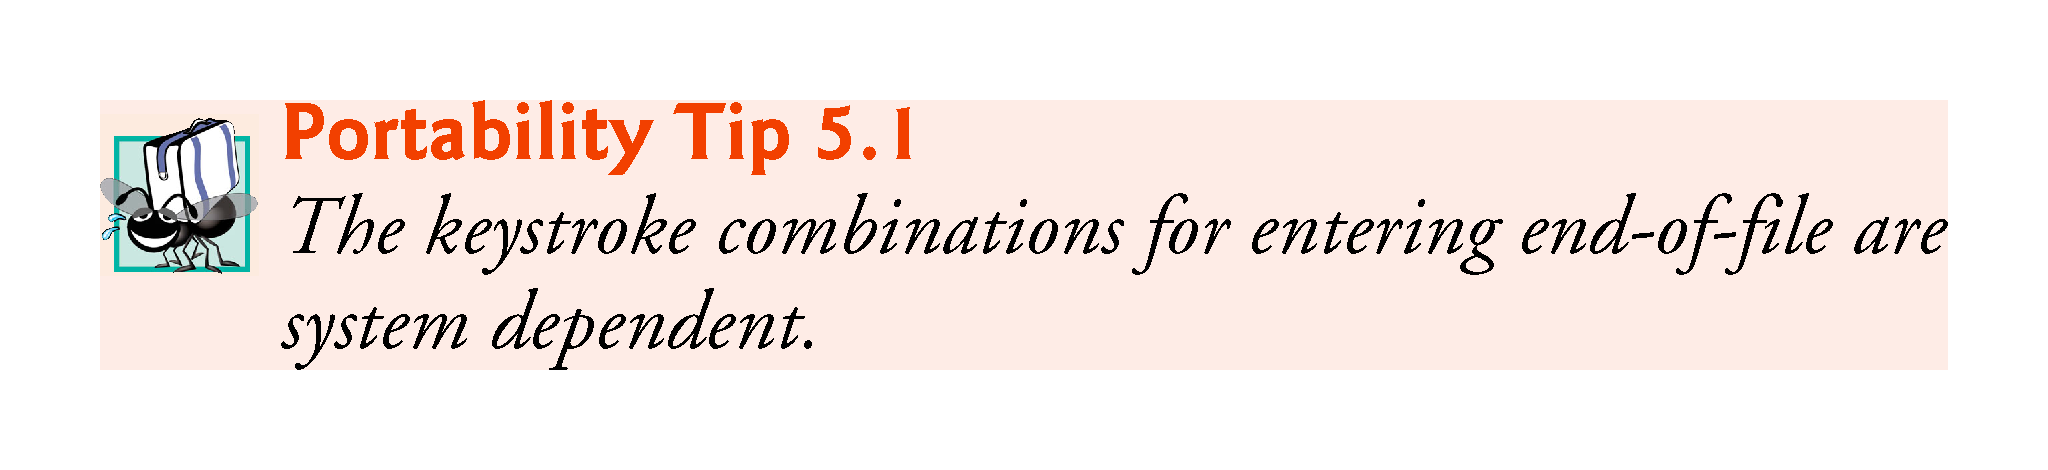 Portability Tip 5.1
The keystroke combinations for entering end-of-file are
system dependent.